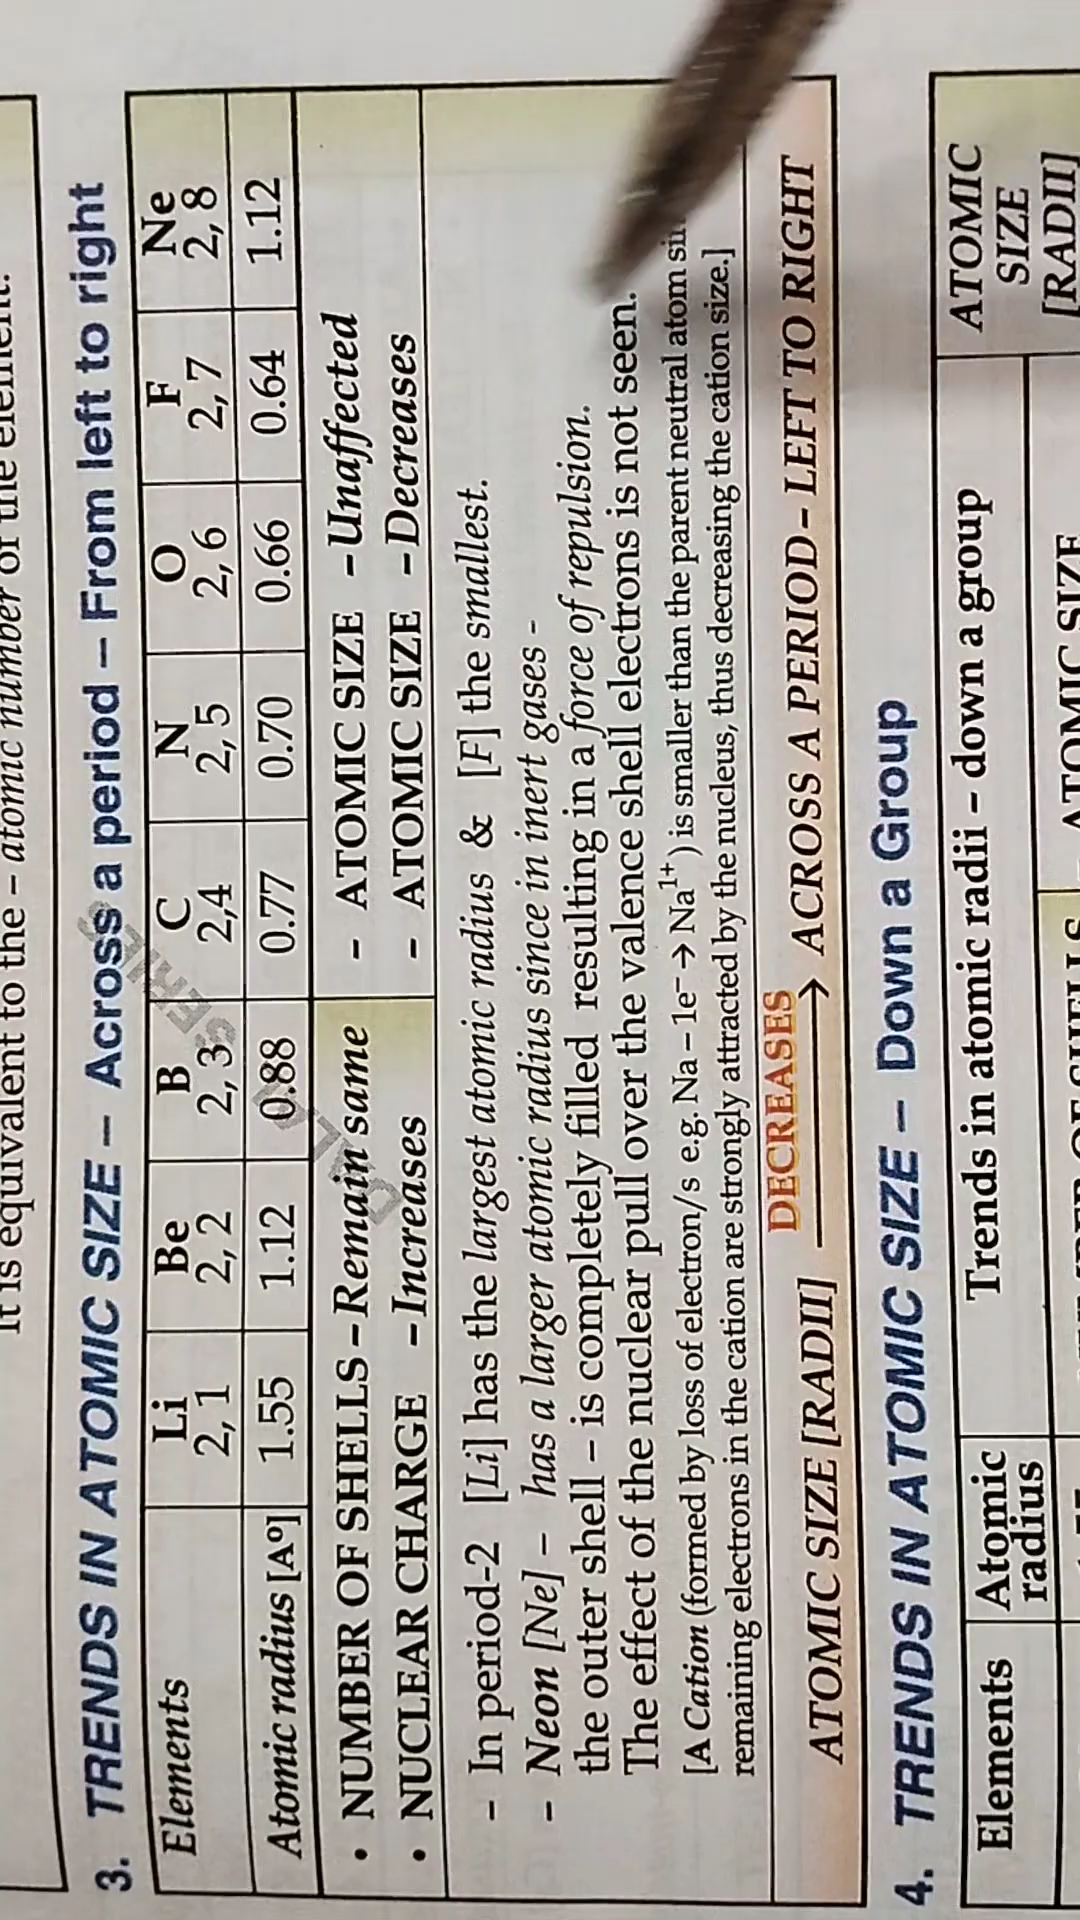 It is equivalent to the – atomic number of the element.
3. TRENDS IN ATOMIC SIZE – Across a period – From left to right
Elements Li Be B C N O F Ne
2, 1 2, 2 2, 3 2,4 2, 5 2, 6 2, 7 2, 8
Atomic radius [A°] 1.55 1.12 0.88 0.77 0.70 0.66 0.64 1.12
• NUMBER OF SHELLS – Remain same - ATOMIC SIZE -Unaffected
• NUCLEAR CHARGE -Increases - ATOMIC SIZE -Decreases
– In period-2 [Li] has the largest atomic radius & [F] the smallest.
– Neon [Ne] – has a larger atomic radius since in inert gases -
the outer shell – is completely filled resulting in a force of repulsion.
The effect of the nuclear pull over the valence shell electrons is not seen.
[A Cation (formed by loss of electron/s e.g. Na – 1e⁻ → Na¹⁺) is smaller than the parent neutral atom
remaining electrons in the cation are strongly attracted by the nucleus, thus decreasing the cation size.]
DECREASES
ATOMIC SIZE [RADII] → ACROSS A PERIOD - LEFT TO RIGHT
4. TRENDS IN ATOMIC SIZE – Down a Group
Elements Atomic radius Trends in atomic radii – down a group ATOMIC SIZE [RADII]
OF SHELLS - ATOMIC SIZE
SERIES